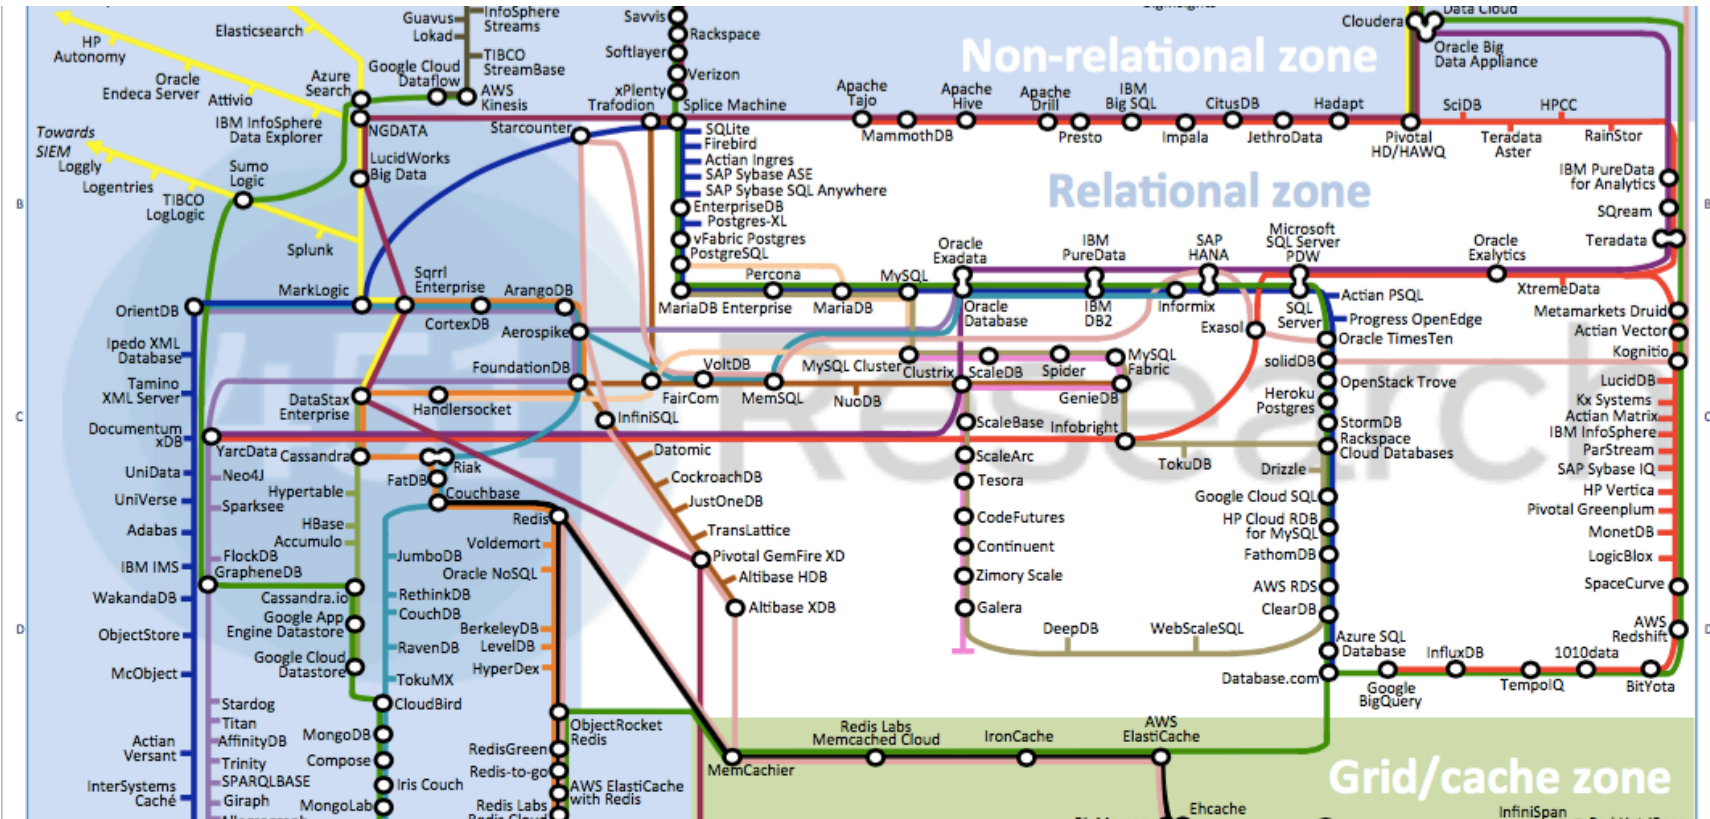 InfoSphere
Streams
Guavus
Lokad
TIBCO
StreamBase
Google Cloud
Dataflow
AWS
Kinesis
Elasticsearch
HP
Autonomy
Oracle
Endeca Server
Attivio
Azure
Search
IBM InfoSphere
Data Explorer
NGDATA
Towards
SIEM
Loggly
Logentries
TIBCO
LogLogic
Sumo
Logic
Splunk
LucidWorks
Big Data
Savvis
Rackspace
Softlayer
Verizon
xPlenty
Trafodion
Splice Machine
Starcounter
SQLite
Firebird
Actian Ingres
SAP Sybase ASE
SAP Sybase SQL Anywhere
EnterpriseDB
Postgres-XL
vFabric Postgres
PostgreSQL
Non-relational zone
Relational zone
Cloudera
Data Cloud
Oracle Big
Data Appliance
Apache
Tajo
MammothDB
Apache
Hive
Apache
Drill
Presto
IBM
Big SQL
Impala
CitusDB
JethroData
Hadapt
Pivotal
HD/HAWQ
SciDB
Teradata
Aster
HPCC
RainStor
IBM PureData
for Analytics
SQream
Teradata
B
B
Oracle
Exadata
IBM
PureData
SAP
HANA
Microsoft
SQL Server
PDW
Oracle
Exalytics
XtremeData
MarkLogic
Sqrrl
Enterprise
CortexDB
ArangoDB
Aerospike
FoundationDB
OrientDB
Ipedo XML
Database
Tamino
XML Server
Documentum
xDB
UniData
UniVerse
Adabas
IBM IMS
WakandaDB
ObjectStore
McObject
Actian
Versant
InterSystems
Caché
Percona
MySQL
MariaDB Enterprise
MariaDB
Oracle
Database
IBM
DB2
Informix
SQL
Server
Exasol
Actian PSQL
Progress OpenEdge
Oracle TimesTen
solidDB
OpenStack Trove
Heroku
Postgres
StormDB
Rackspace
Cloud Databases
Drizzle
Google Cloud SQL
HP Cloud RDB
for MySQL
FathomDB
AWS RDS
ClearDB
Azure SQL
Database
Database.com
Metamarkets Druid
Actian Vector
Kognitio
LucidDB
Kx Systems
Actian Matrix
IBM InfoSphere
ParStream
SAP Sybase IQ
HP Vertica
Pivotal Greenplum
MonetDB
LogicBlox
SpaceCurve
AWS
Redshift
BitYota
1010data
TempoIQ
InfluxDB
Google
BigQuery
451 Research
C
C
D
D
VoltDB
FairCom
MemSQL
NuoDB
MySQL Cluster
Clustrix
ScaleDB
Spider
MySQL
Fabric
GenieDB
ScaleBase
Infobright
TokuDB
ScaleArc
Tesora
CodeFutures
Continuent
Zimory Scale
Galera
DeepDB
WebScaleSQL
InfiniSQL
Datomic
CockroachDB
JustOneDB
TransLattice
Pivotal GemFire XD
Altibase HDB
Altibase XDB
DataStax
Enterprise
Handlersocket
YarcData
Cassandra
Riak
FatDB
Couchbase
Redis
Neo4J
Sparksee
Hypertable
HBase
Accumulo
FlockDB
GrapheneDB
Cassandra.io
Google App
Engine Datastore
Google Cloud
Datastore
JumboDB
RethinkDB
CouchDB
RavenDB
TokuMX
CloudBird
Voldemort
Oracle NoSQL
BerkeleyDB
LevelDB
HyperDex
Stardog
Titan
AffinityDB
Trinity
SPARQLBASE
Giraph
MongoDB
Compose
Iris Couch
MongoLab
ObjectRocket
Redis
RedisGreen
Redis-to-go
AWS ElastiCache
with Redis
Redis Labs
Redis Cloud
MemCachier
Redis Labs
Memcached Cloud
IronCache
AWS
ElastiCache
Grid/cache zone
Ehcache
InfiniSpan